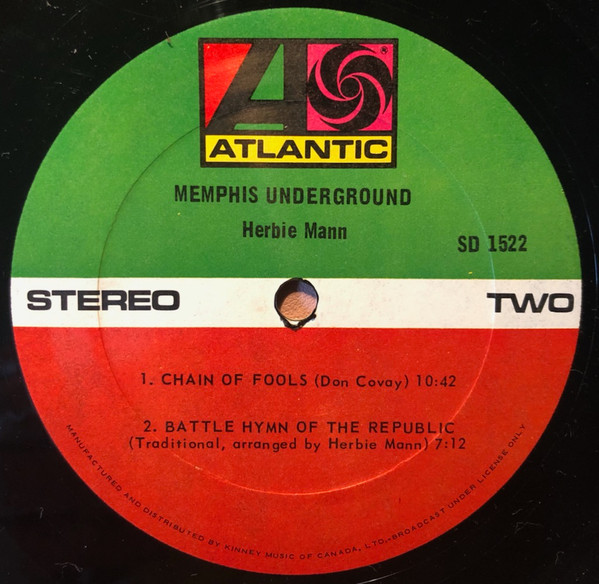 A
ATLANTIC
MEMPHIS UNDERGROUND
Herbie Mann
SD 1522
STEREO
TWO
1. CHAIN OF FOOLS (Don Covay) 10:42
2. BATTLE HYMN OF THE REPUBLIC
(Traditional, arranged by Herbie Mann) 7:12
MANUFACTURED AND DISTRIBUTED BY KINNEY MUSIC OF CANADA, LTD.•BROADCAST UNDER LICENSE ONLY